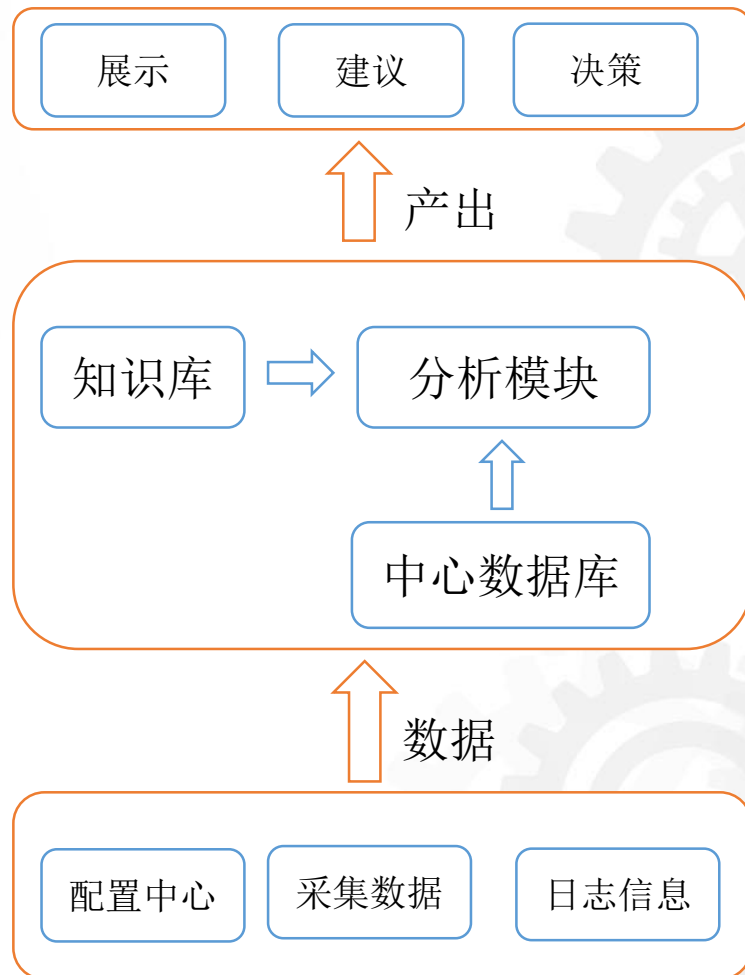 展示 建议 决策
产出
知识库 分析模块
中心数据库
数据
配置中心 采集数据 日志信息